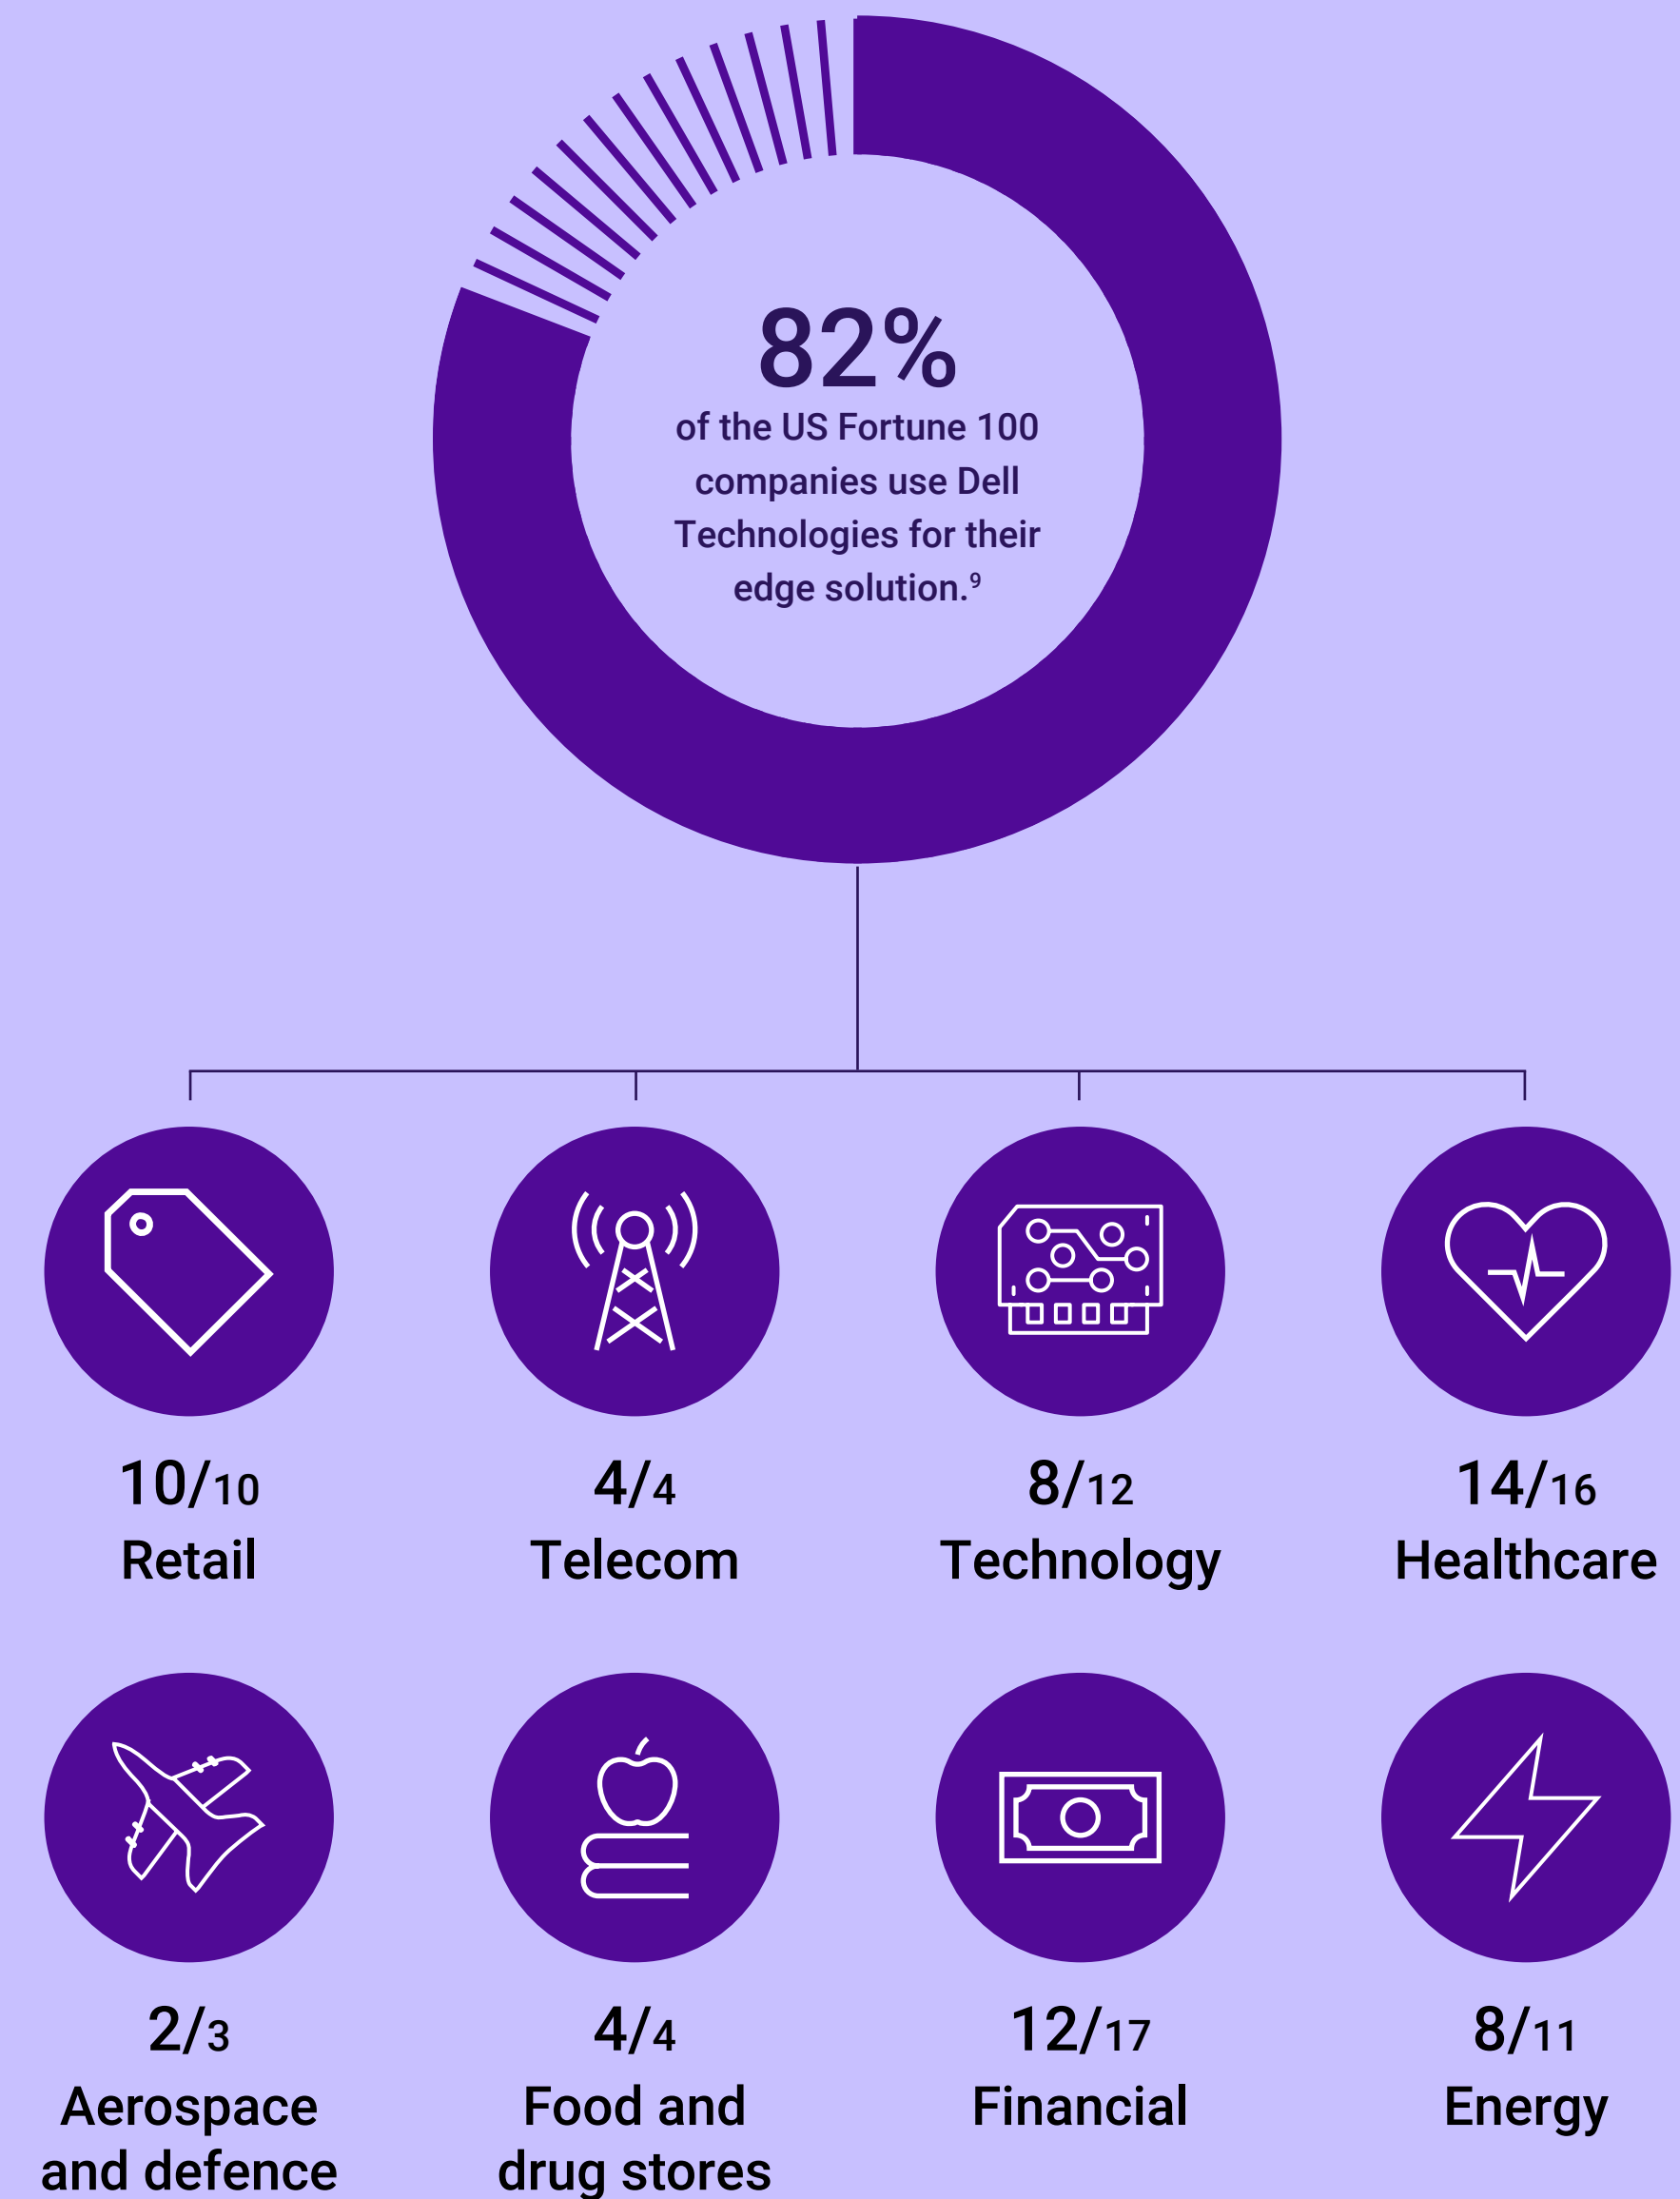 82%
of the US Fortune 100
companies use Dell
Technologies for their
edge solution.⁹
10/10
Retail
4/4
Telecom
8/12
Technology
14/16
Healthcare
2/3
Aerospace
and defence
4/4
Food and
drug stores
12/17
Financial
8/11
Energy